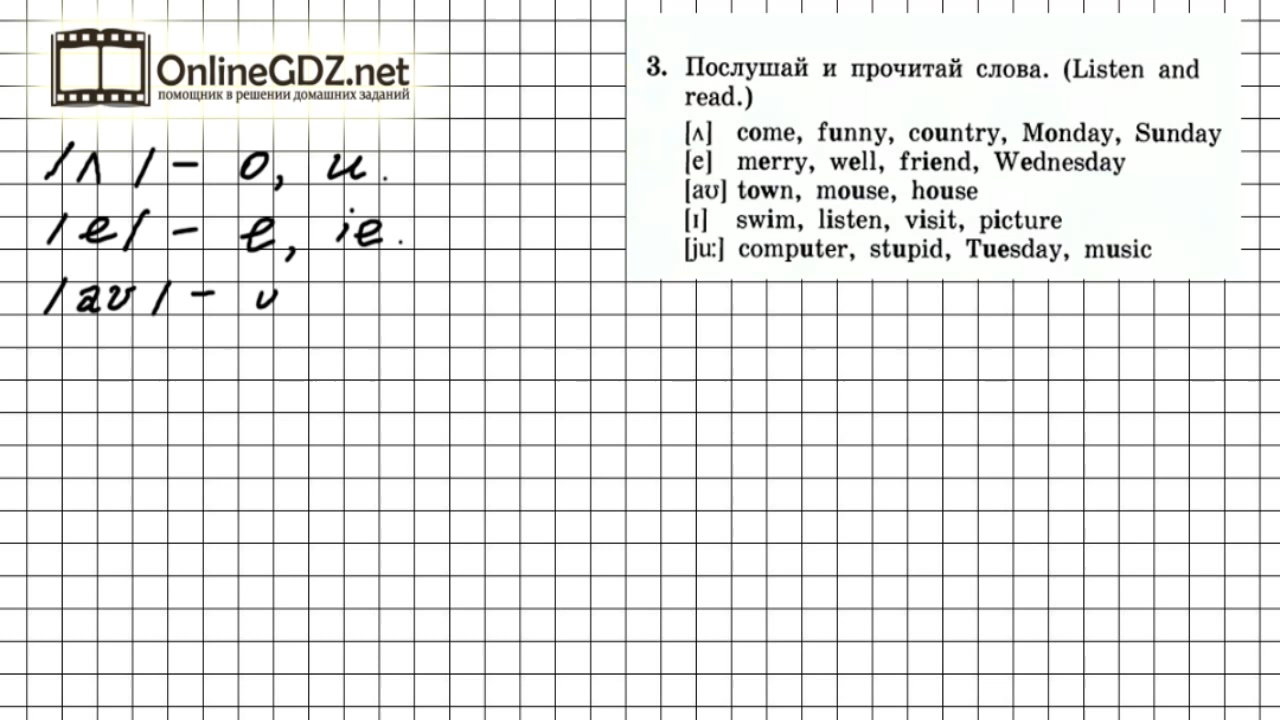 OnlineGDZ.net
помощник в решении домашних заданий
/ʌ/ - o, u.
/e/ - e, ie.
/aʊ/ - o
3. Послушай и прочитай слова. (Listen and
read.)
[ʌ] come, funny, country, Monday, Sunday
[e] merry, well, friend, Wednesday
[aʊ] town, mouse, house
[ɪ] swim, listen, visit, picture
[ju:] computer, stupid, Tuesday, music